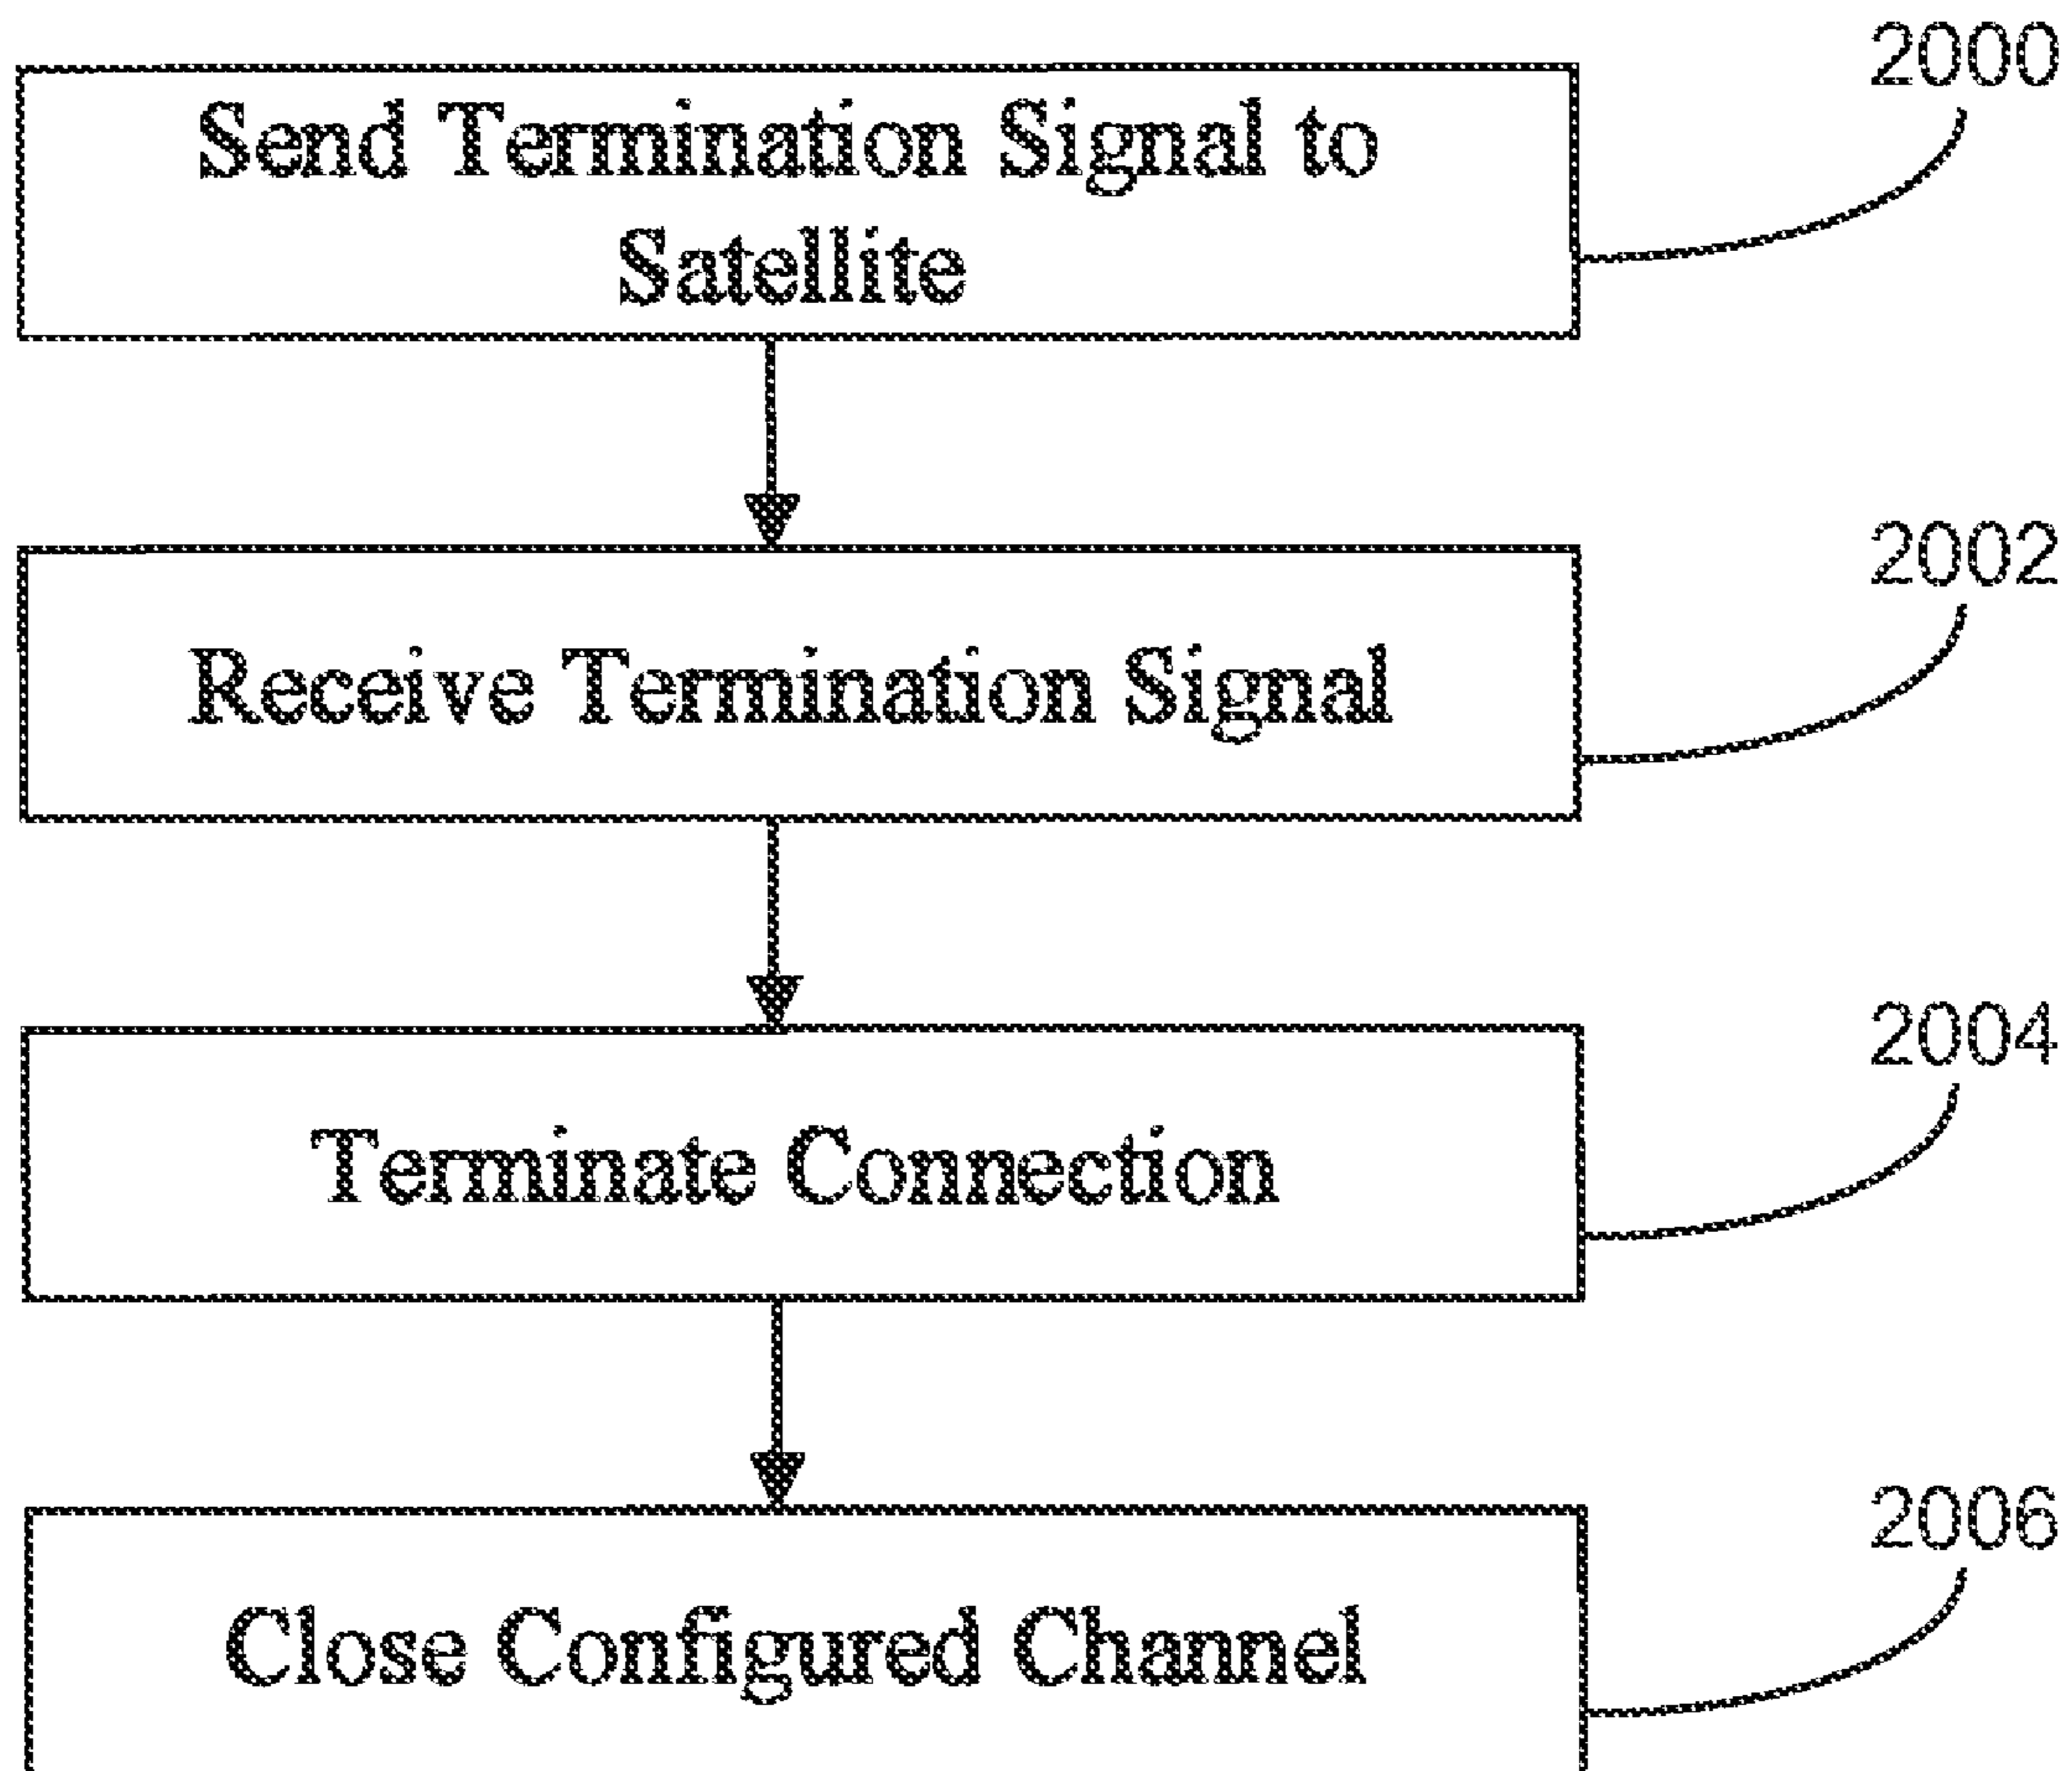 2000
Send Termination Signal to
Satellite
2002
Receive Termination Signal
2004
Terminate Connection
2006
Close Configured Channel